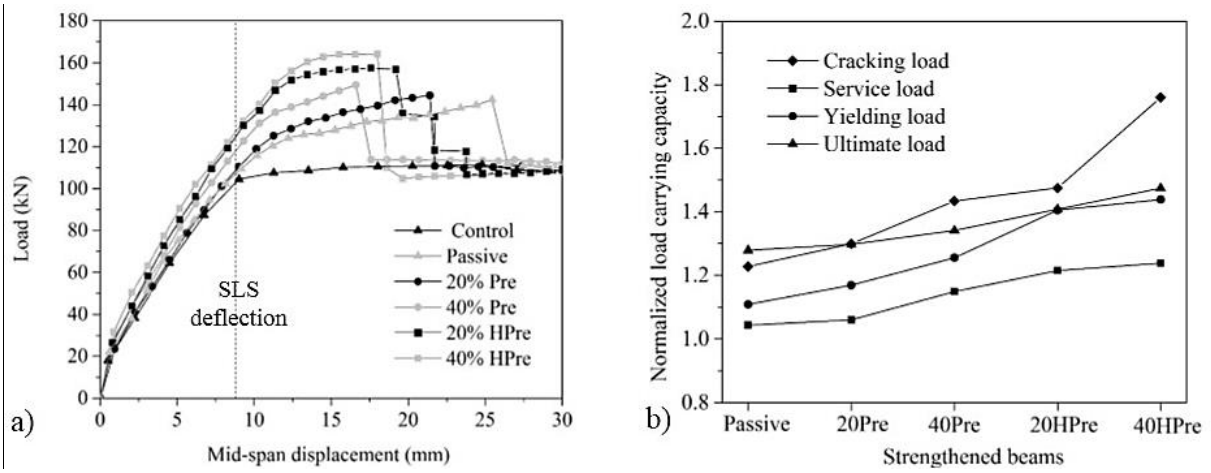 a)
Load (kN)
180
160
140
120
100
80
60
40
20
0
SLS
deflection
Control
Passive
20% Pre
40% Pre
20% HPre
40% HPre
0 5 10 15 20 25 30
Mid-span displacement (mm)
b)
Normalized load carrying capacity
2.0
1.8
1.6
1.4
1.2
1.0
0.8
Cracking load
Service load
Yielding load
Ultimate load
Passive 20Pre 40Pre 20HPre 40HPre
Strengthened beams